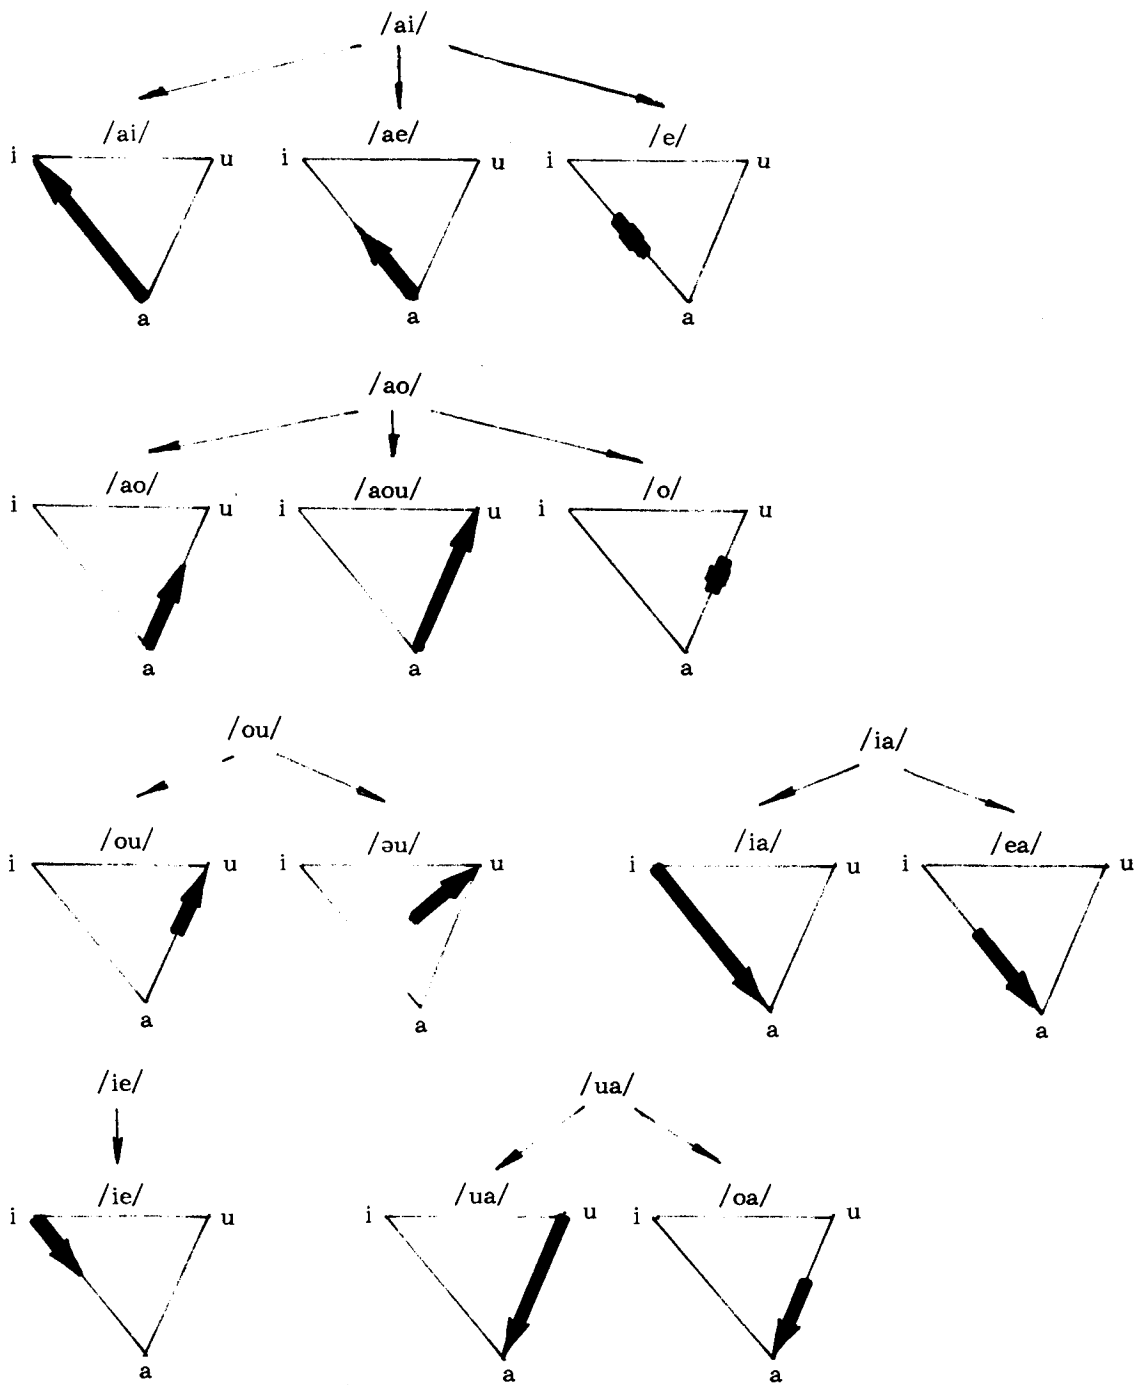 /ai/
/ai/ /ae/ /e/
i u i u i u
a a a
/ao/
/ao/ /aou/ /o/
i u i u i u
a a a
/ou/ /ia/
/ou/ /əu/ /ia/ /ea/
i u i u i u i u
a a a a
/ie/ /ua/
/ie/ /ua/ /oa/
i u i u i u
a a a